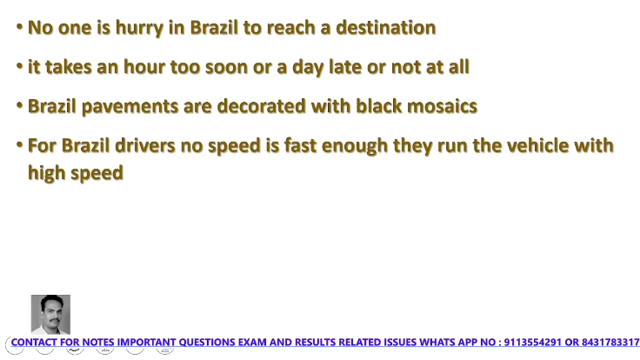 • No one is hurry in Brazil to reach a destination
• it takes an hour too soon or a day late or not at all
• Brazil pavements are decorated with black mosaics
• For Brazil drivers no speed is fast enough they run the vehicle with
high speed
CONTACT FOR NOTES IMPORTANT QUESTIONS EXAM AND RESULTS RELATED ISSUES WHATS APP NO : 9113554291 OR 8431783317